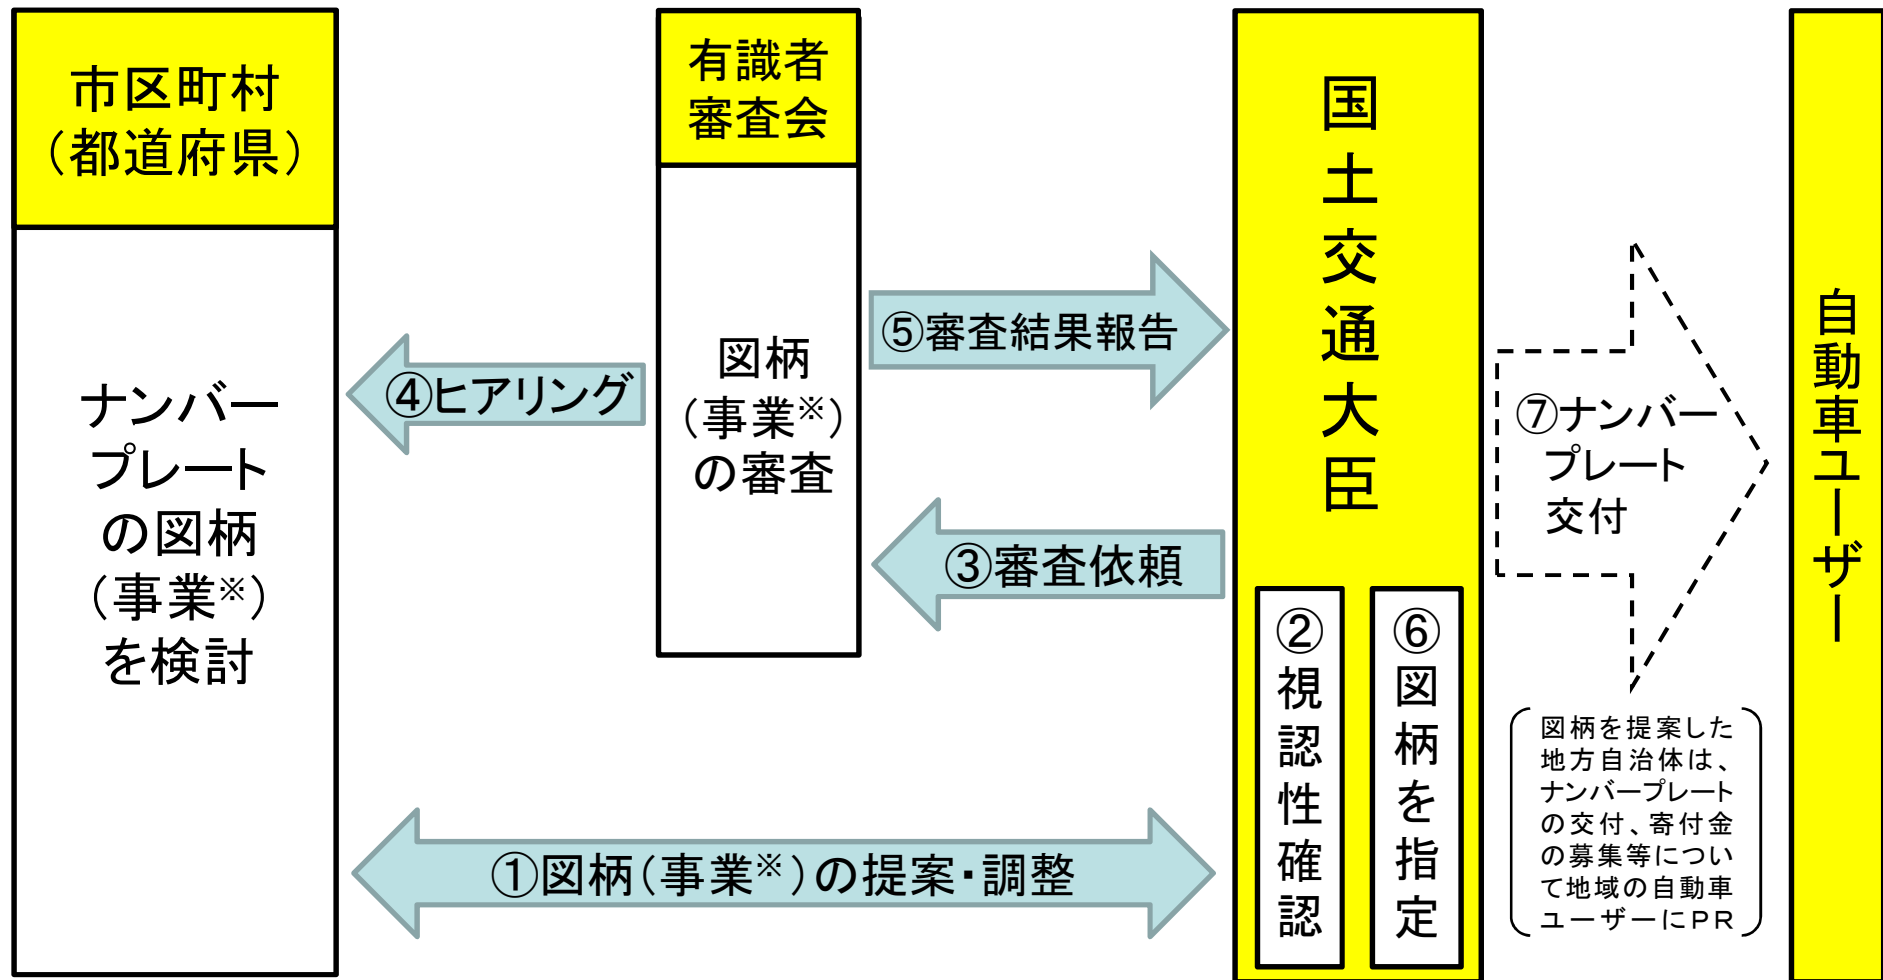 市区町村
（都道府県）
ナンバー
プレート
の図柄
（事業※）
を検討
有識者
審査会
図柄
（事業※）
の審査
④ヒアリング
⑤審査結果報告
③審査依頼
①図柄（事業※）の提案・調整
国土交通大臣
②視認性確認
⑥図柄を指定
⑦ナンバー
プレート
交付
図柄を提案した
地方自治体は、
ナンバープレート
の交付、寄付金
の募集等につい
て地域の自動車
ユーザーにＰＲ
自動車ユーザー